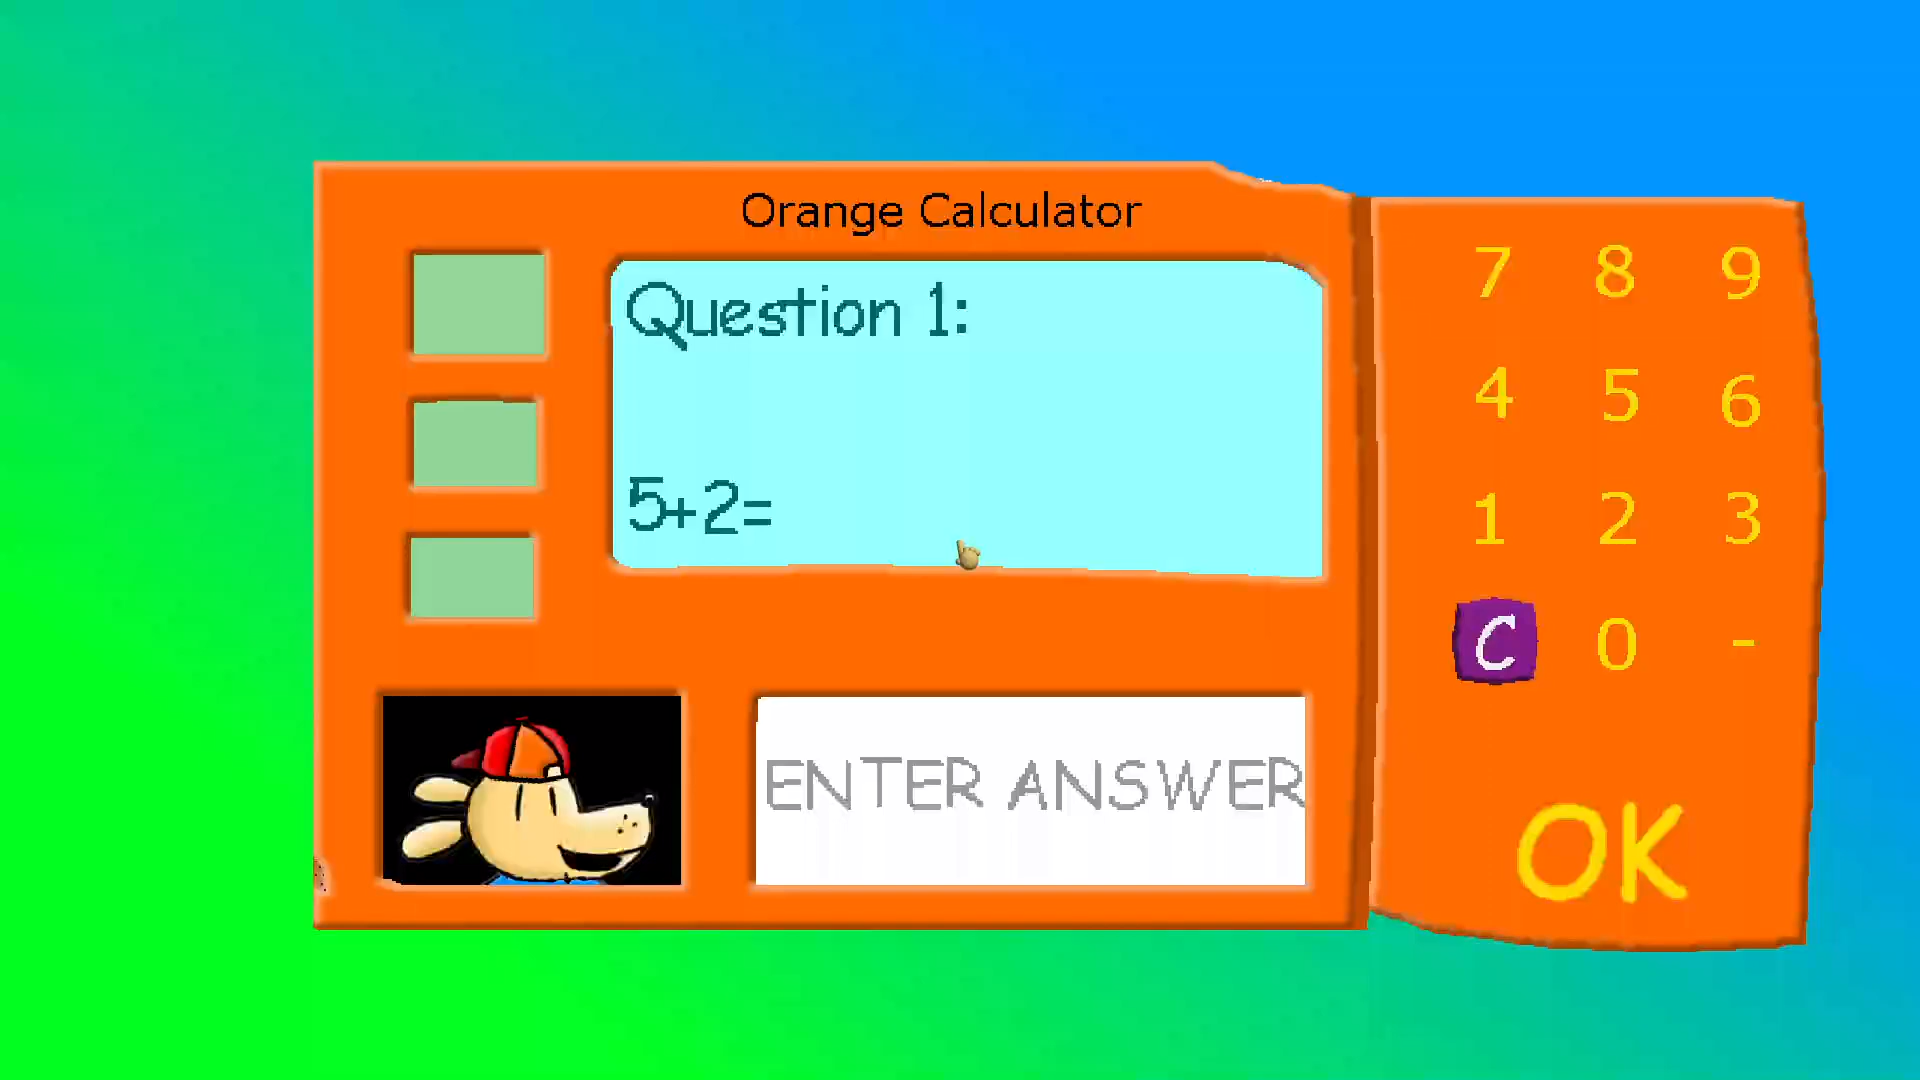 Orange Calculator
Question 1:
5+2=
ENTER ANSWER
7 8 9
4 5 6
1 2 3
C 0 -
OK